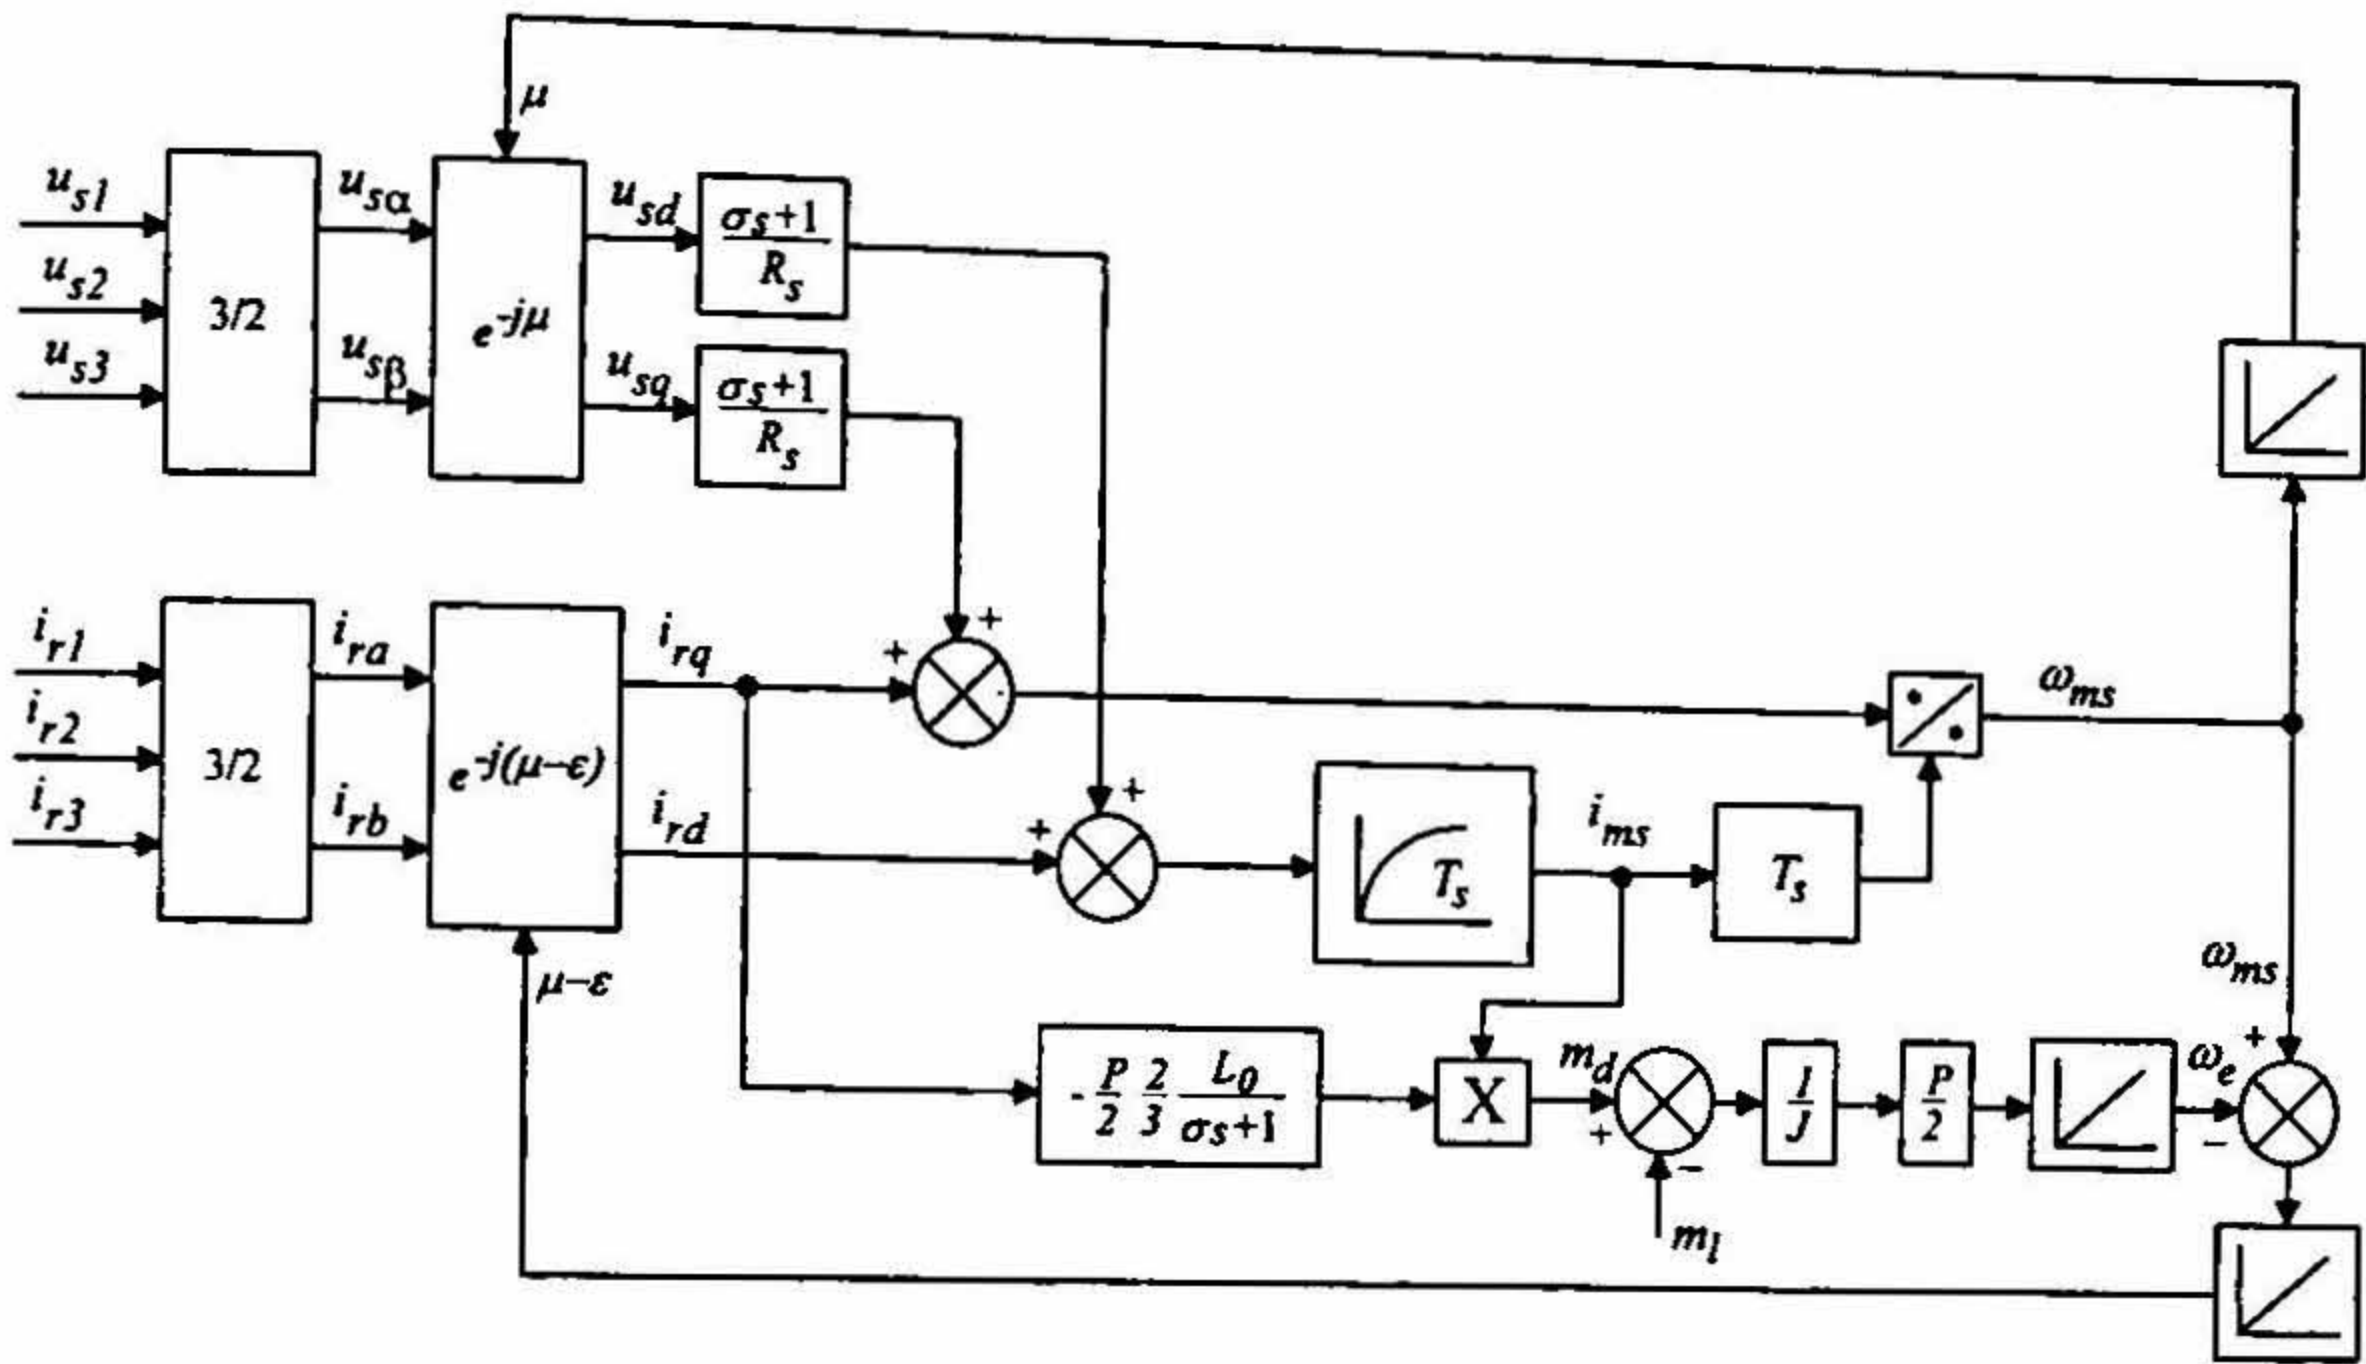 μ
u_s1
u_s2
u_s3
3/2
u_sα
u_sβ
e^-jμ
u_sd
u_sq
σs+1
R_s
σs+1
R_s
i_r1
i_r2
i_r3
3/2
i_ra
i_rb
e^-j(μ−ε)
i_rq
i_rd
μ−ε
+
+
+
+
T_s
i_ms
T_s
ω_ms
ω_ms
- P/2 2/3 L_0/σs+1
X
m_d
+
−
m_l
1/J
P/2
ω_e
+
−